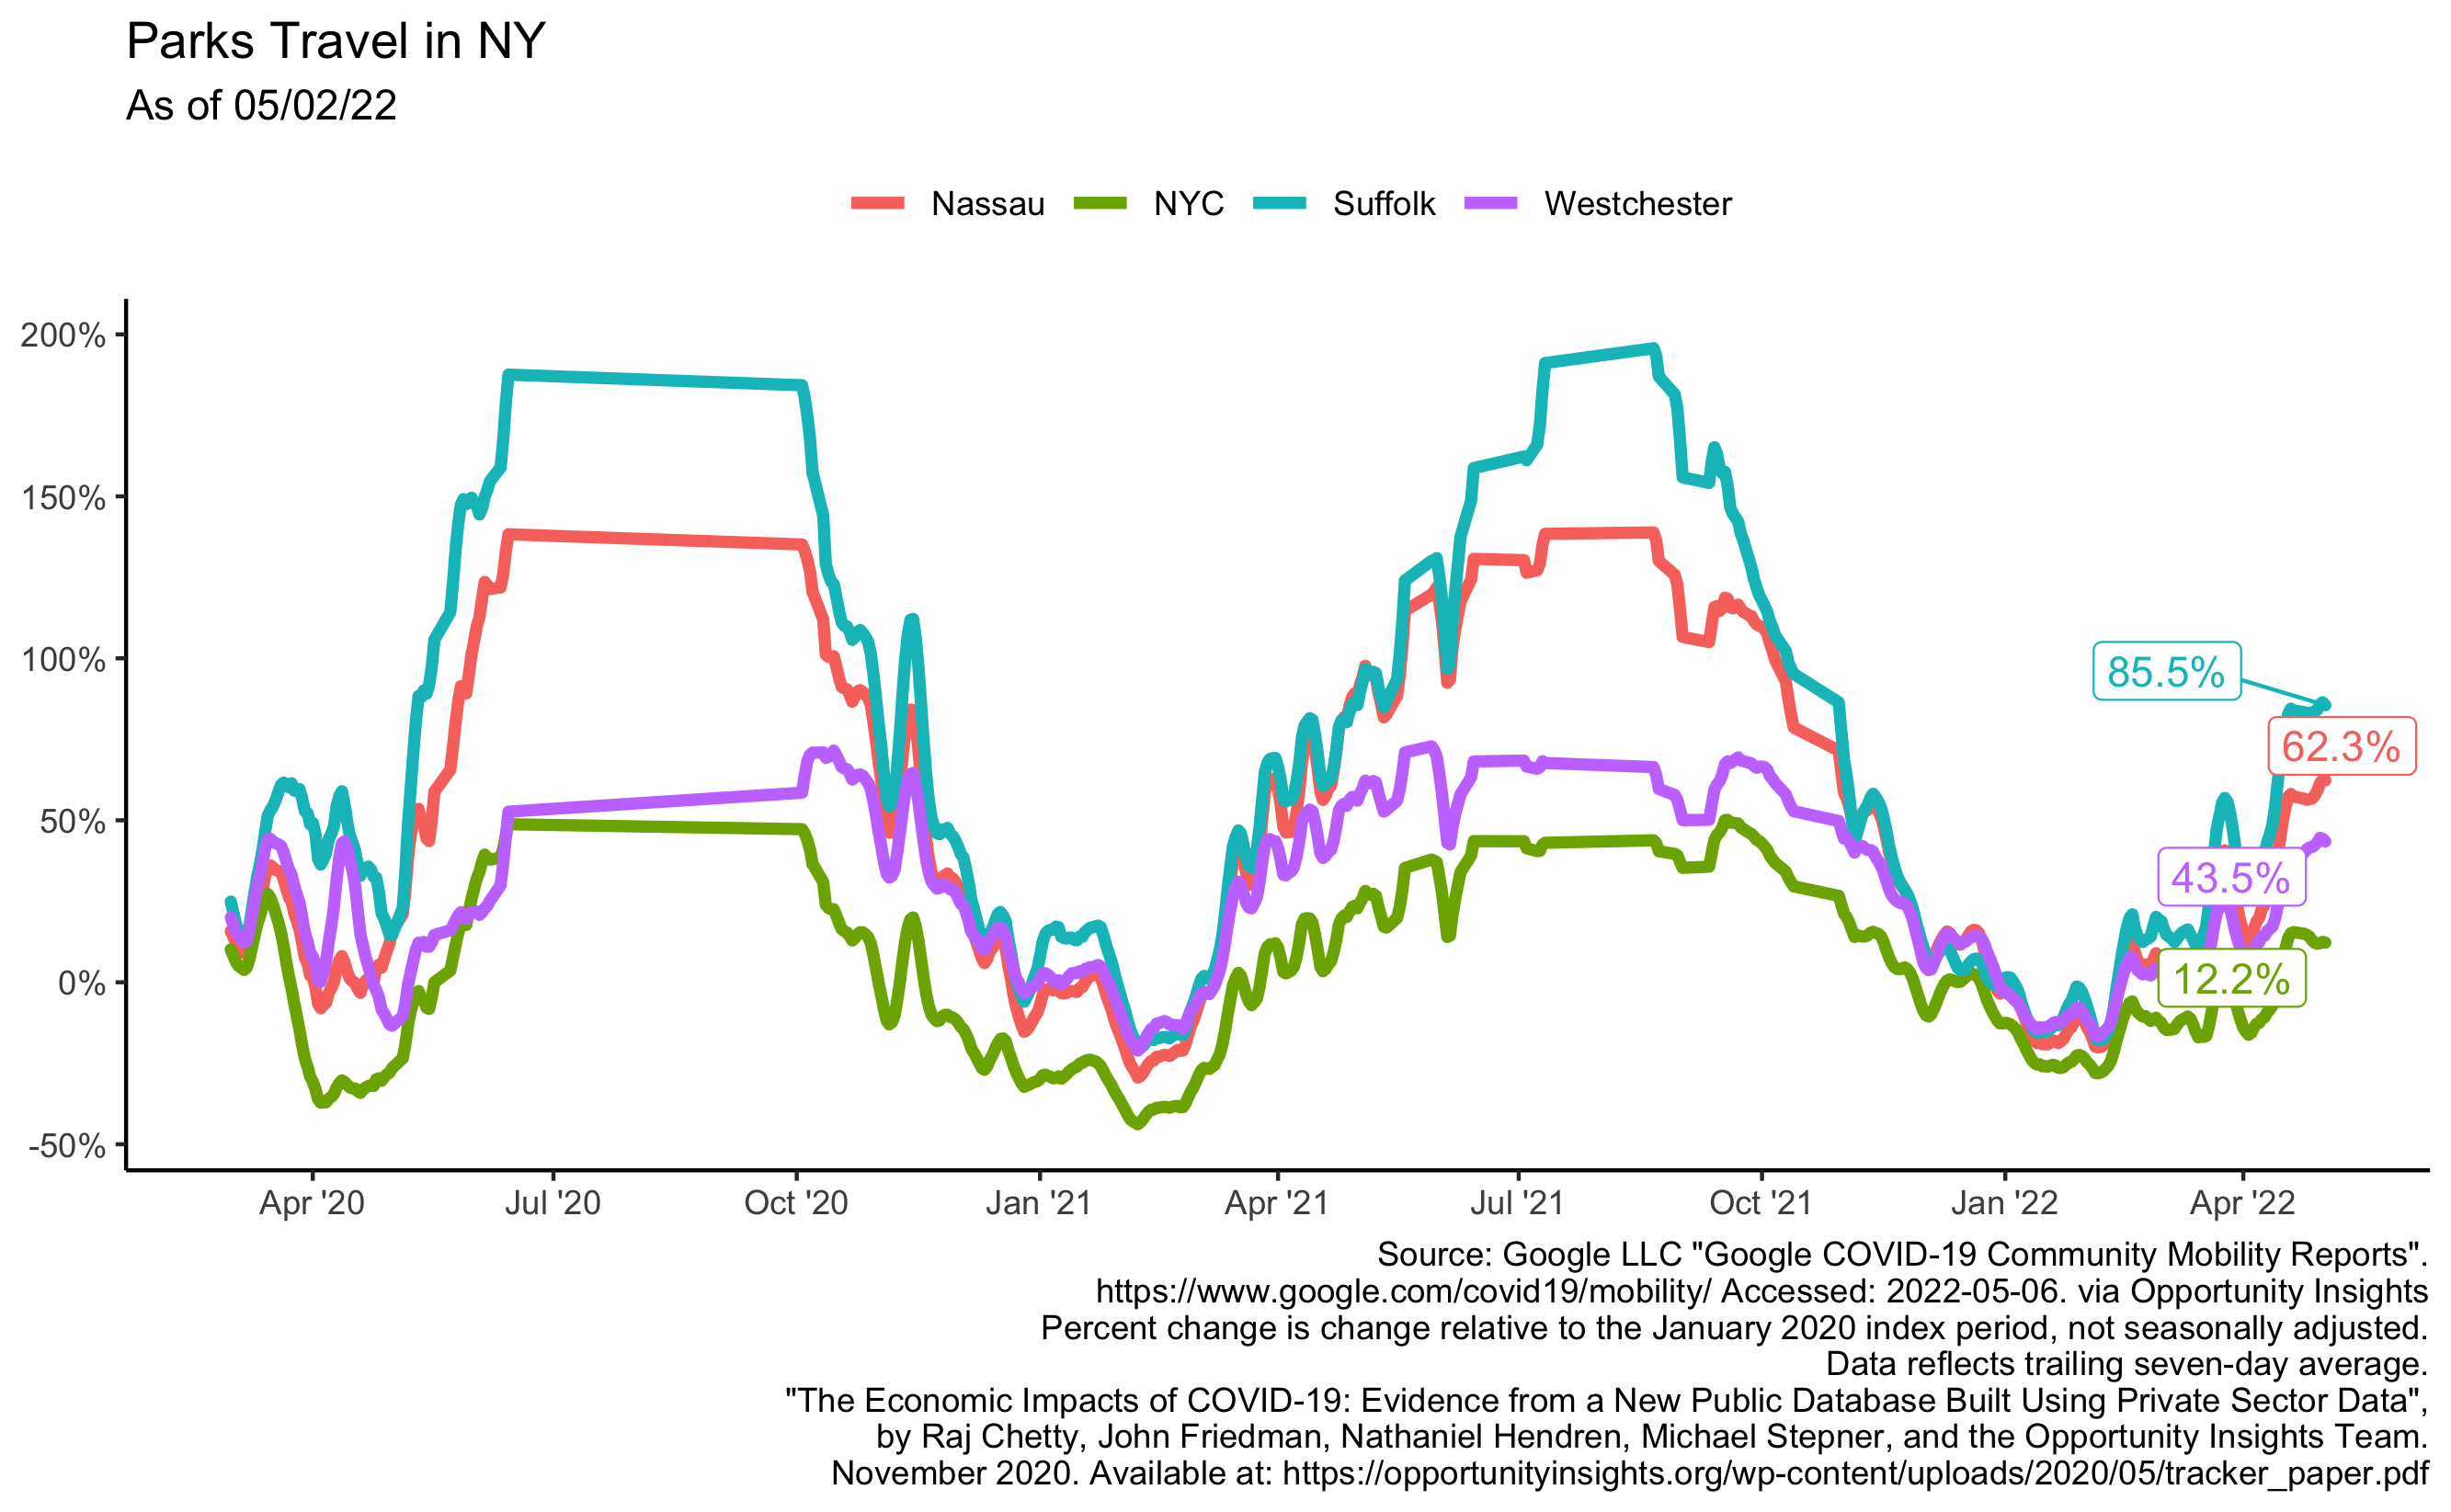 Parks Travel in NY
As of 05/02/22
Nassau NYC Suffolk Westchester
200%
150%
100%
50%
0%
-50%
85.5%
62.3%
43.5%
12.2%
Apr '20 Jul '20 Oct '20 Jan '21 Apr '21 Jul '21 Oct '21 Jan '22 Apr '22
Source: Google LLC "Google COVID-19 Community Mobility Reports".
https://www.google.com/covid19/mobility/ Accessed: 2022-05-06. via Opportunity Insights
Percent change is change relative to the January 2020 index period, not seasonally adjusted.
Data reflects trailing seven-day average.
"The Economic Impacts of COVID-19: Evidence from a New Public Database Built Using Private Sector Data",
by Raj Chetty, John Friedman, Nathaniel Hendren, Michael Stepner, and the Opportunity Insights Team.
November 2020. Available at: https://opportunityinsights.org/wp-content/uploads/2020/05/tracker_paper.pdf